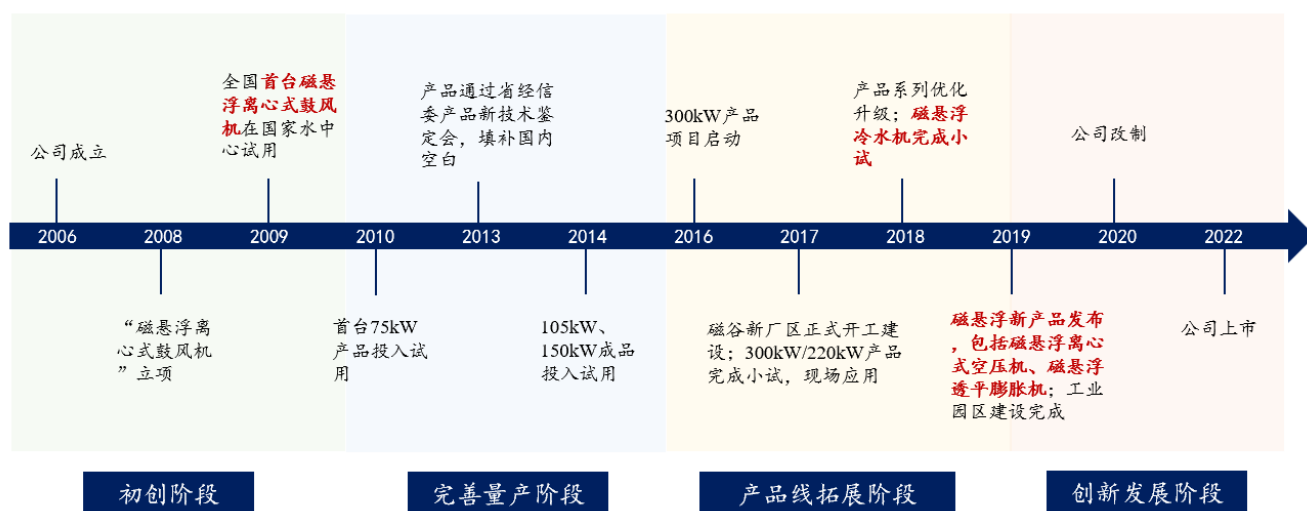 公司成立
全国首台磁悬
浮离心式鼓风
机在国家水中
心试用
产品通过省经信
委产品新技术鉴
定会，填补国内
空白
300kW产品
项目启动
产品系列优化
升级；磁悬浮
冷水机完成小
试
公司改制
2006
2008
2009
2010
2013
2014
2016
2017
2018
2019
2020
2022
“磁悬浮离
心式鼓风机
”立项
首台75kW
产品投入试
用
105kW、
150kW成品
投入试用
磁谷新厂区正式开工建
设；300kW/220kW产品
完成小试，现场应用
磁悬浮新产品发布
，包括磁悬浮离心
式空压机、磁悬浮
透平膨胀机；工业
园区建设完成
公司上市
初创阶段
完善量产阶段
产品线拓展阶段
创新发展阶段